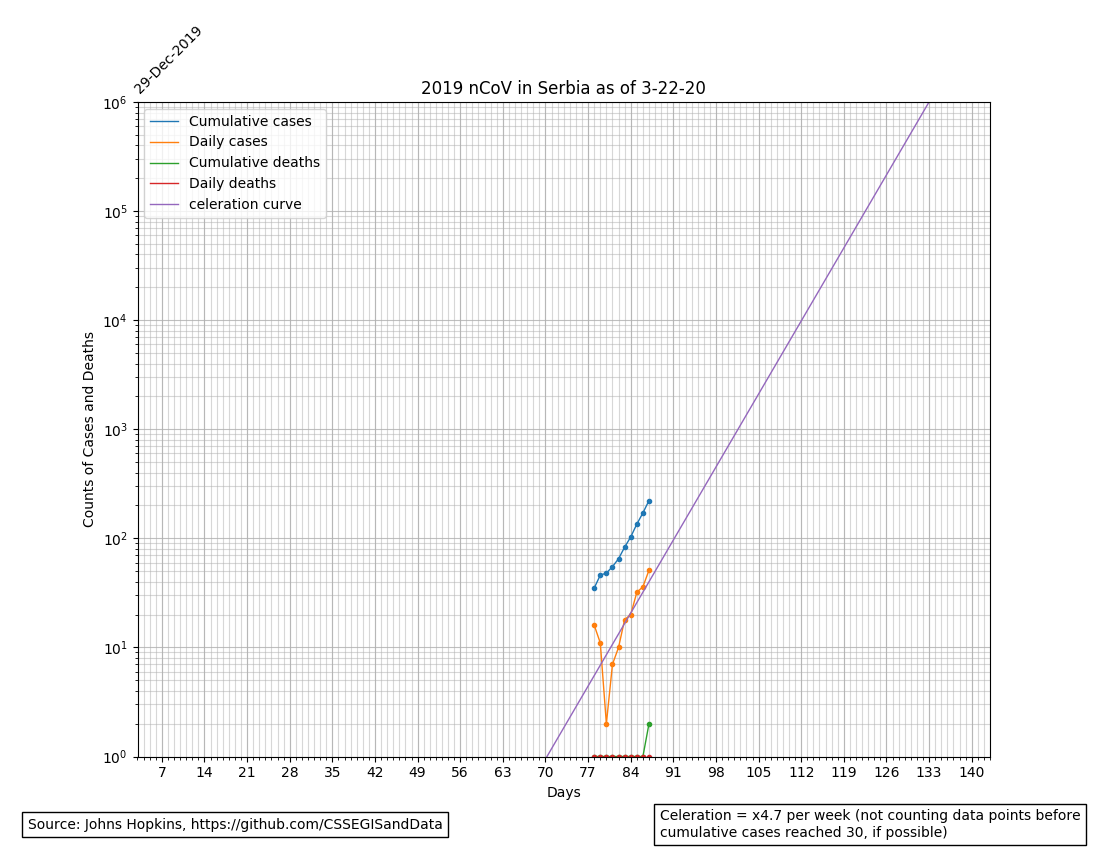 29-Dec-2019
2019 nCoV in Serbia as of 3-22-20
Cumulative cases
Daily cases
Cumulative deaths
Daily deaths
celeration curve
Counts of Cases and Deaths
10⁶
10⁵
10⁴
10³
10²
10¹
10⁰
7 14 21 28 35 42 49 56 63 70 77 84 91 98 105 112 119 126 133 140
Days
Source: Johns Hopkins, https://github.com/CSSEGISandData
Celeration = x4.7 per week (not counting data points before
cumulative cases reached 30, if possible)